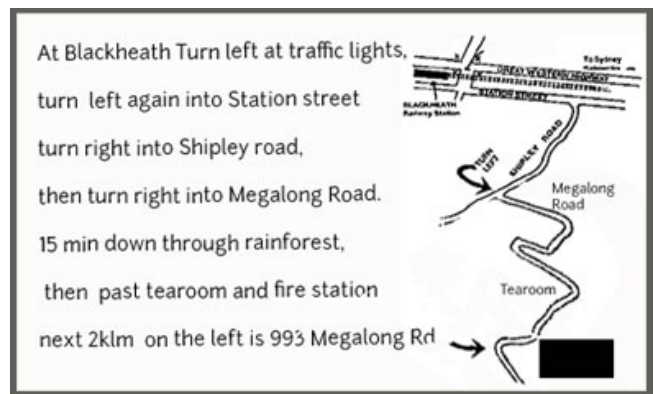 At Blackheath Turn left at traffic lights,
turn left again into Station street
turn right into Shipley road,
then turn right into Megalong Road.
15 min down through rainforest,
then past tearoom and fire station
next 2klm on the left is 993 Megalong Rd
To Sydney
GREAT WESTERN HIGHWAY
STATION STREET
BLACKHEATH
Railway Station
SHIPLEY ROAD
TURN
LEFT
Megalong
Road
Tearoom